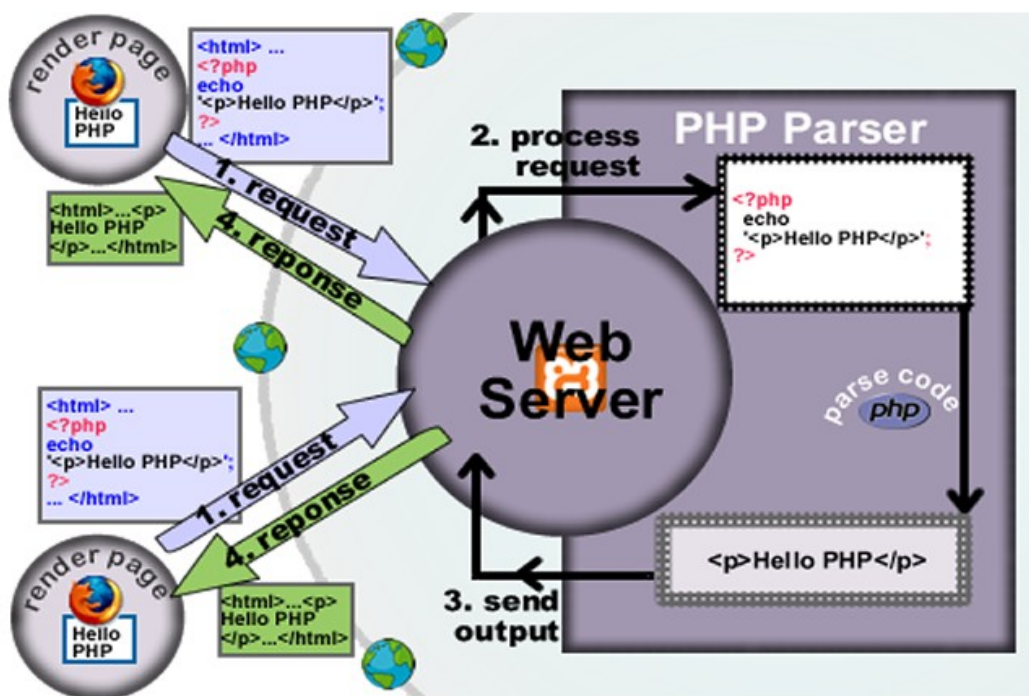 render page
Hello
PHP
<html> ...
<?php
echo
'<p>Hello PHP</p>';
?>
... </html>
1. request
4. reponse
<html>...<p>
Hello PHP
</p>...</html>
2. process
request
PHP Parser
<?php
echo
'<p>Hello PHP</p>';
?>
Web
Server
parse code
php
<p>Hello PHP</p>
3. send
output
<html> ...
<?php
echo
'<p>Hello PHP</p>';
?>
... </html>
1. request
4. reponse
render page
Hello
PHP
<html>...<p>
Hello PHP
</p>...</html>